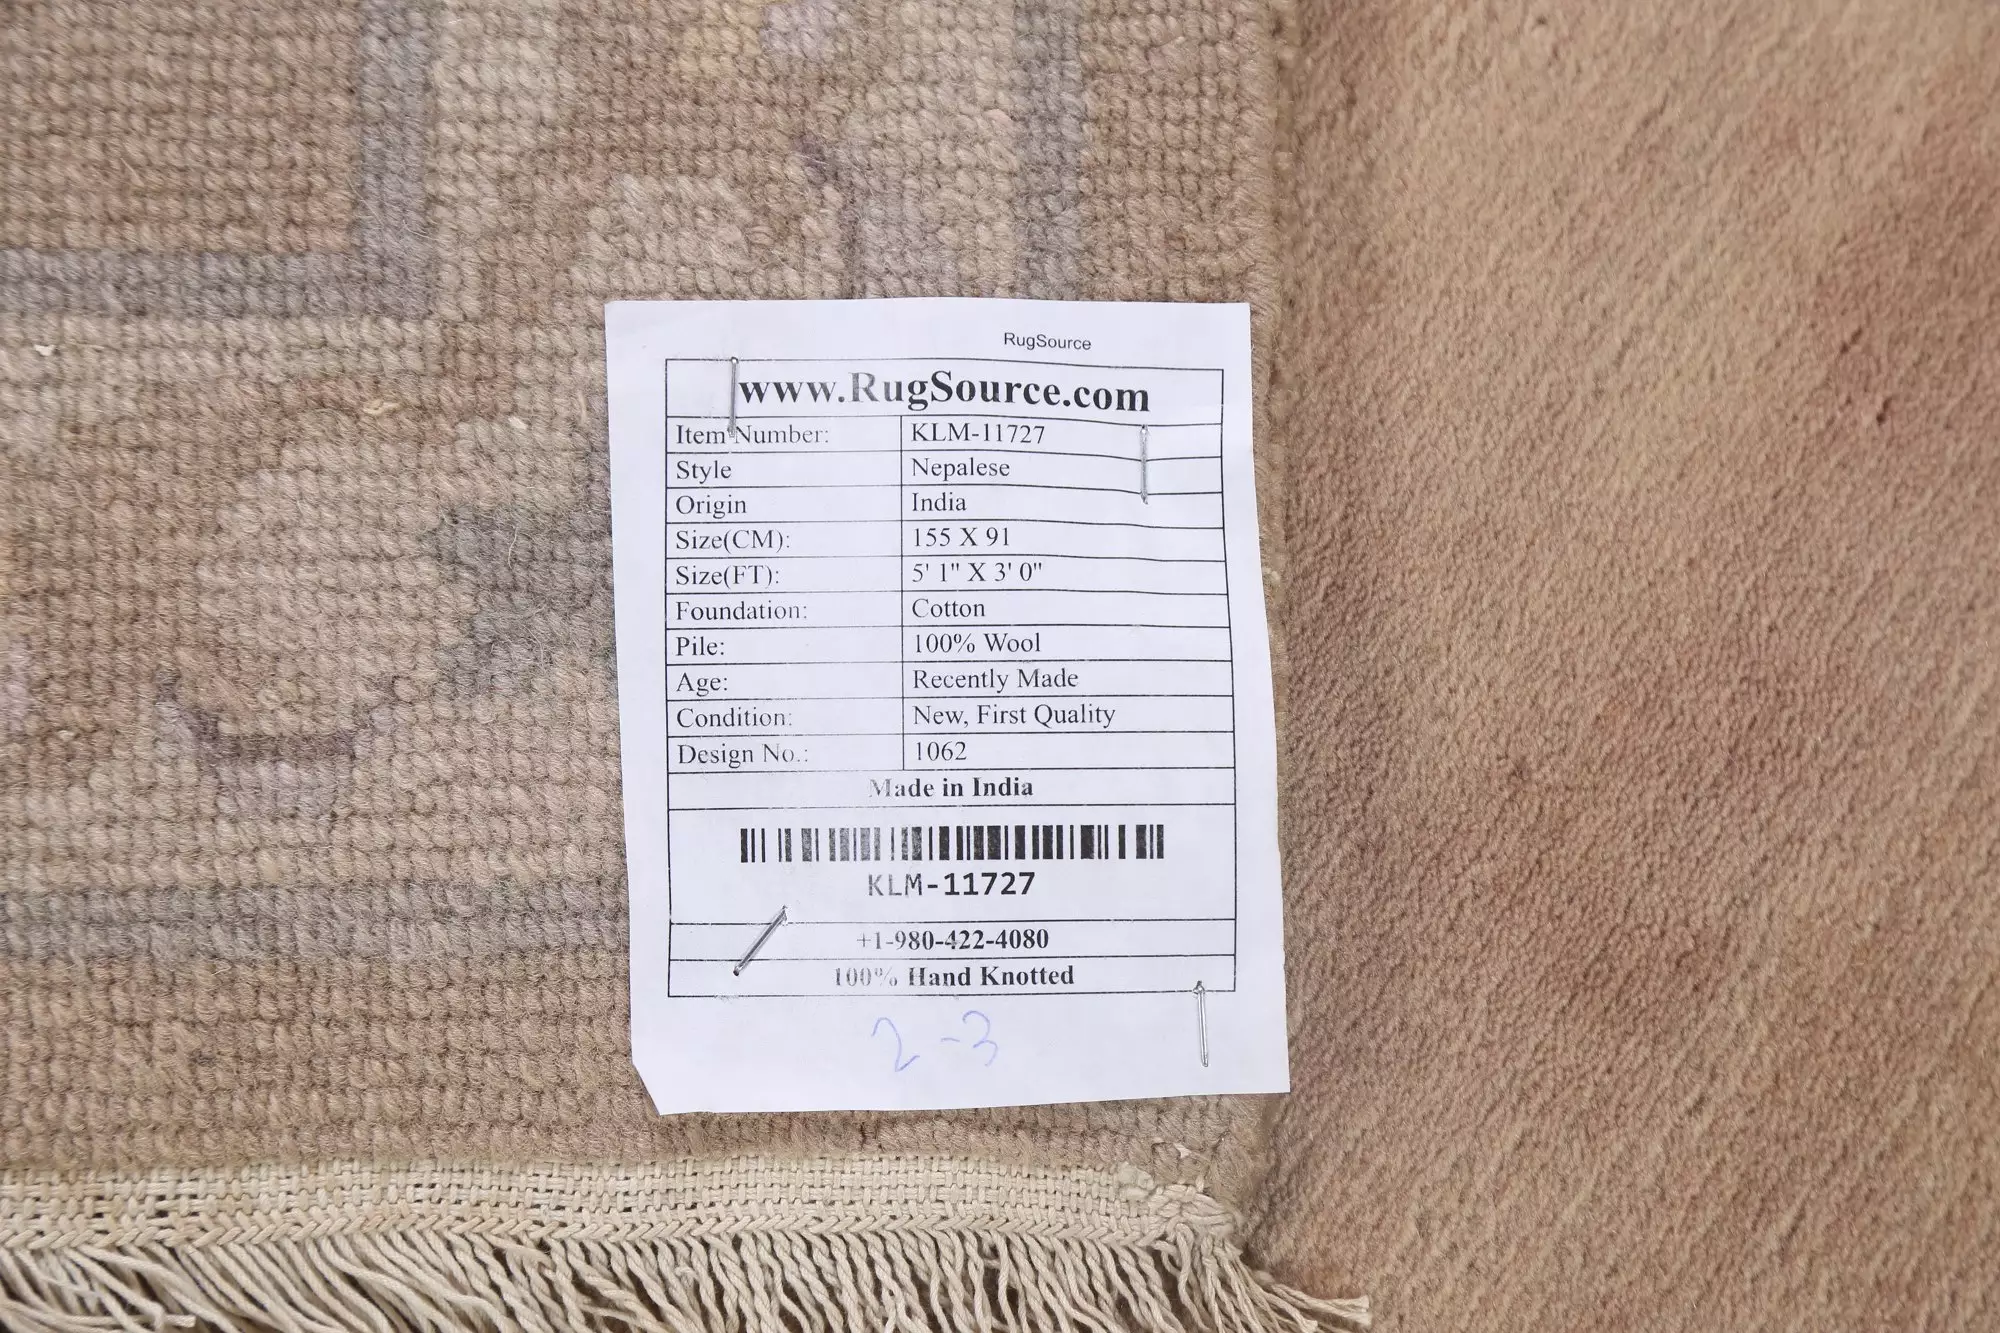 RugSource
www.RugSource.com
Item Number: KLM-11727
Style Nepalese
Origin India
Size(CM): 155 X 91
Size(FT): 5' 1" X 3' 0"
Foundation: Cotton
Pile: 100% Wool
Age: Recently Made
Condition: New, First Quality
Design No.: 1062
Made in India
KLM-11727
+1-980-422-4080
100% Hand Knotted
2-3